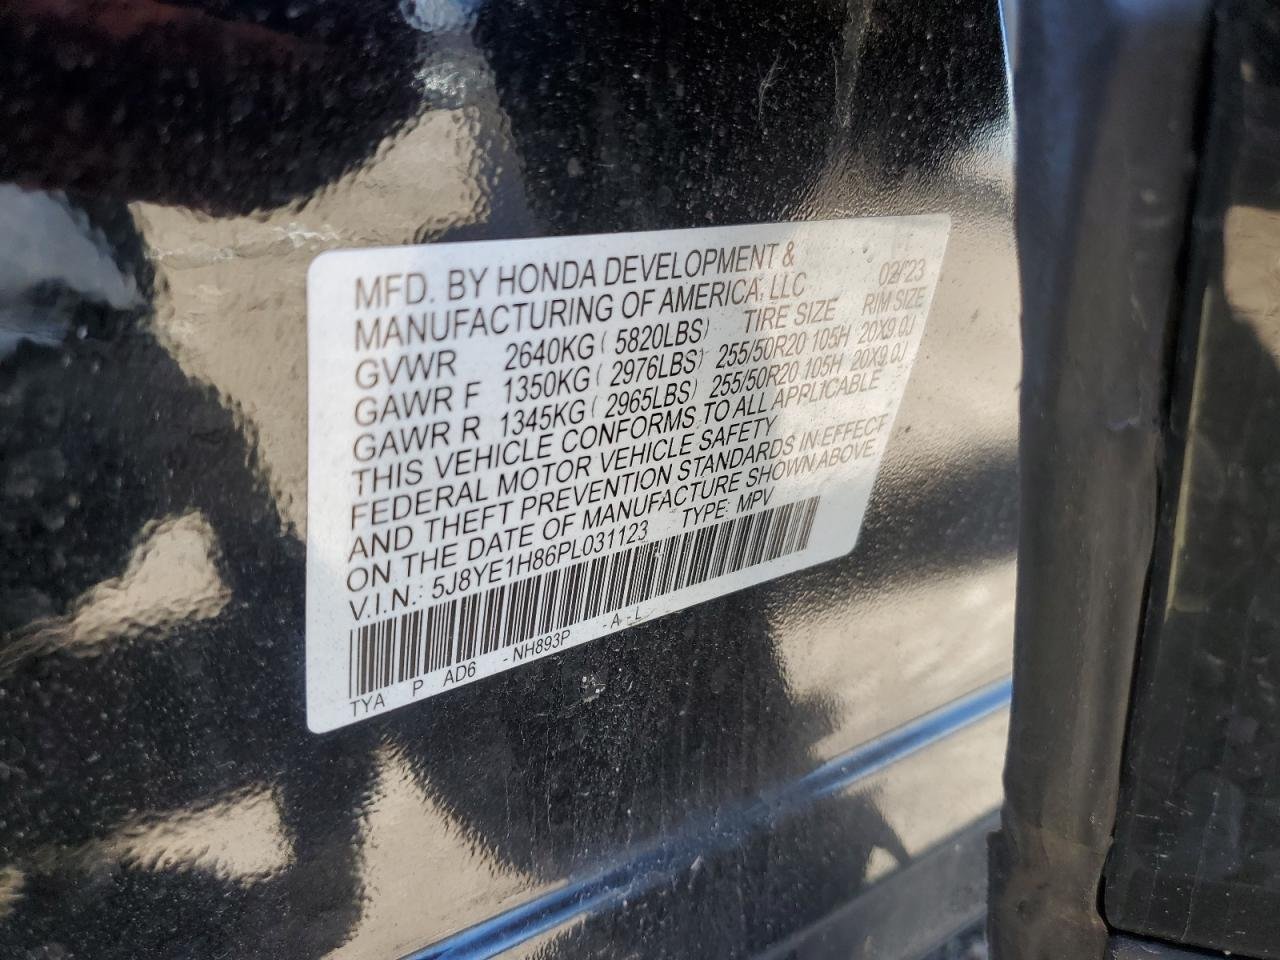 MFD. BY HONDA DEVELOPMENT &
MANUFACTURING OF AMERICA, LLC 02/'23
GVWR 2640KG ( 5820LBS) TIRE SIZE RIM SIZE
GAWR F 1350KG ( 2976LBS) 255/50R20 105H 20X9.0J
GAWR R 1345KG ( 2965LBS) 255/50R20 105H 20X9.0J
THIS VEHICLE CONFORMS TO ALL APPLICABLE
FEDERAL MOTOR VEHICLE SAFETY
AND THEFT PREVENTION STANDARDS IN EFFECT
ON THE DATE OF MANUFACTURE SHOWN ABOVE.
V.I.N.: 5J8YE1H86PL031123 TYPE: MPV
TYA P AD6 -NH893P -A-L